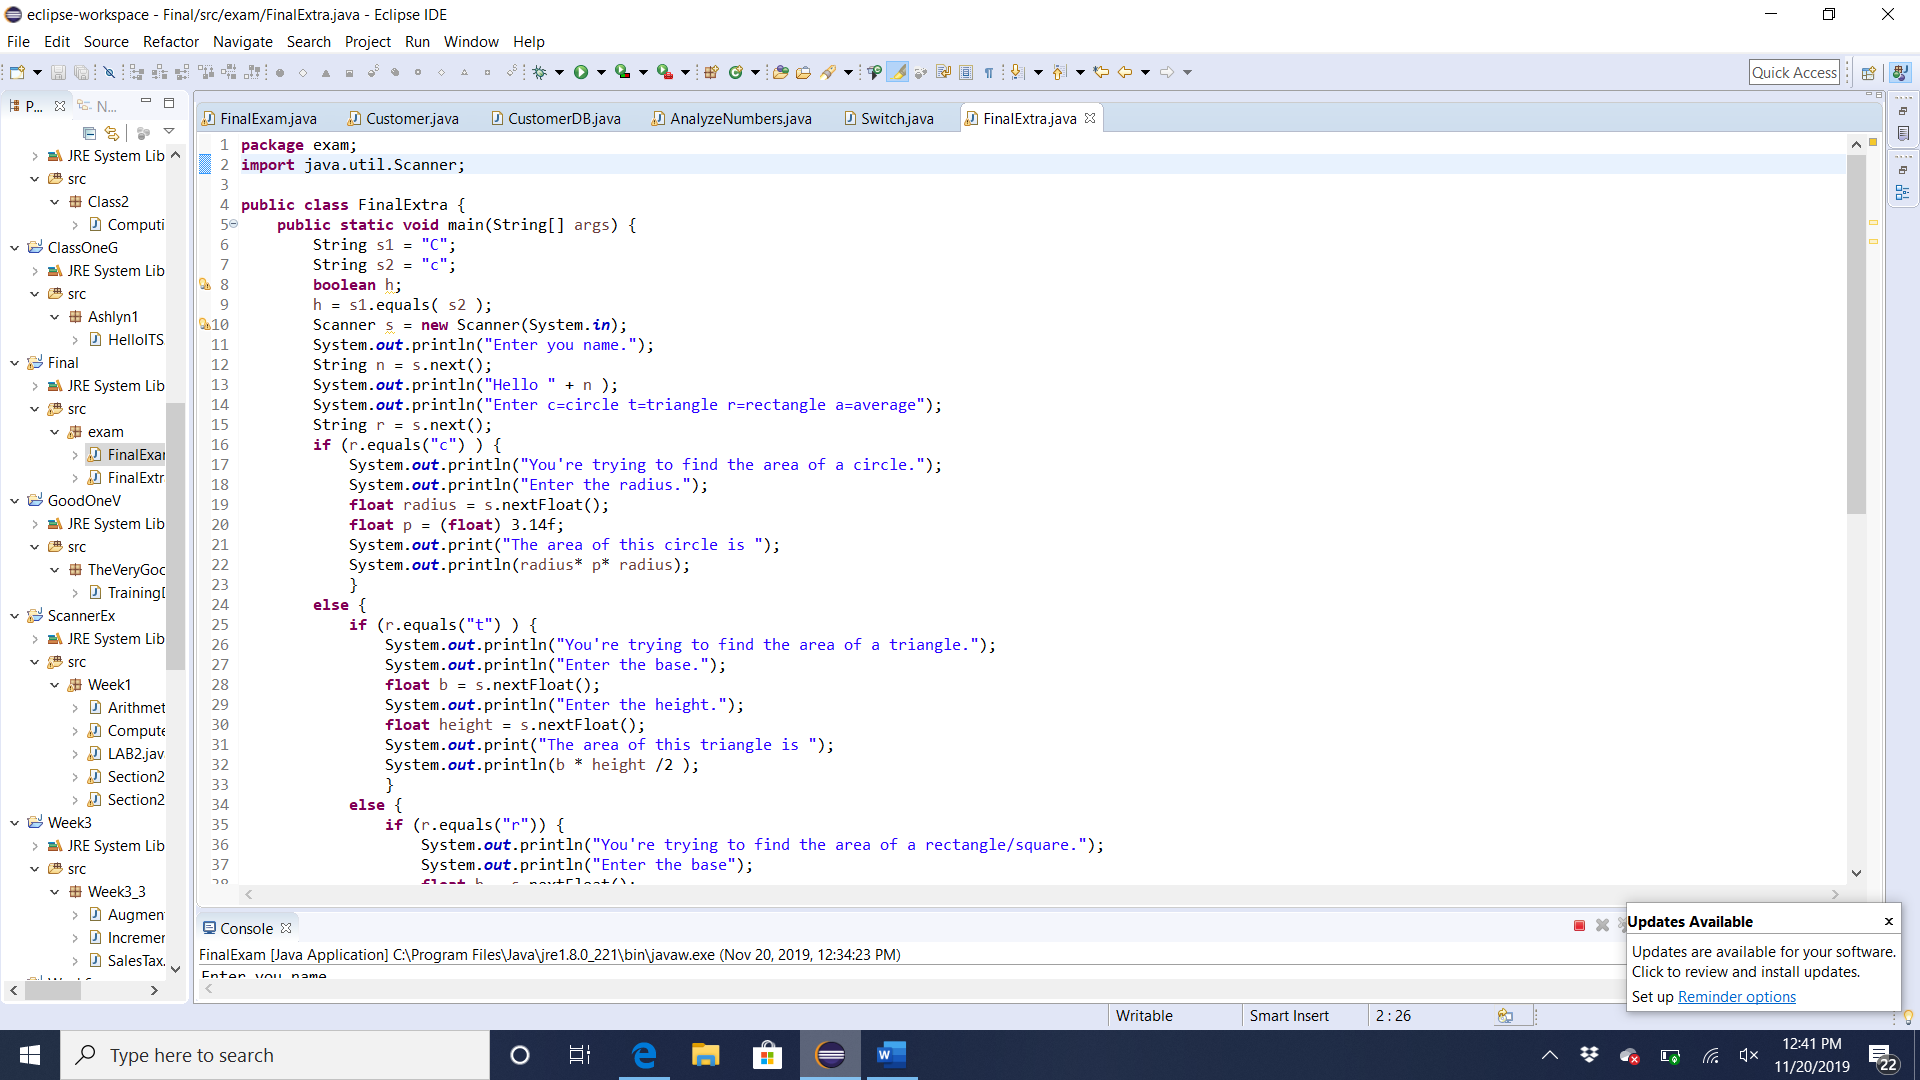 eclipse-workspace - Final/src/exam/FinalExtra.java - Eclipse IDE
File Edit Source Refactor Navigate Search Project Run Window Help
Quick Access
P... N...
JRE System Lib
src
Class2
Computi
ClassOneG
JRE System Lib
src
Ashlyn1
HelloITS
Final
JRE System Lib
src
exam
FinalExar
FinalExtr
GoodOneV
JRE System Lib
src
TheVeryGoo
Training
ScannerEx
JRE System Lib
src
Week1
Arithmet
Compute
LAB2.jav
Section2
Section2
Week3
JRE System Lib
src
Week3_3
Augmen
Incremer
SalesTax.
FinalExam.java Customer.java CustomerDB.java AnalyzeNumbers.java Switch.java FinalExtra.java
1 package exam;
2 import java.util.Scanner;
3
4 public class FinalExtra {
5 public static void main(String[] args) {
6 String s1 = "C";
7 String s2 = "c";
8 boolean h;
9 h = s1.equals( s2 );
10 Scanner s = new Scanner(System.in);
11 System.out.println("Enter you name.");
12 String n = s.next();
13 System.out.println("Hello " + n );
14 System.out.println("Enter c=circle t=triangle r=rectangle a=average");
15 String r = s.next();
16 if (r.equals("c") ) {
17 System.out.println("You're trying to find the area of a circle.");
18 System.out.println("Enter the radius.");
19 float radius = s.nextFloat();
20 float p = (float) 3.14f;
21 System.out.print("The area of this circle is ");
22 System.out.println(radius* p* radius);
23 }
24 else {
25 if (r.equals("t") ) {
26 System.out.println("You're trying to find the area of a triangle.");
27 System.out.println("Enter the base.");
28 float b = s.nextFloat();
29 System.out.println("Enter the height.");
30 float height = s.nextFloat();
31 System.out.print("The area of this triangle is ");
32 System.out.println(b * height /2 );
33 }
34 else {
35 if (r.equals("r")) {
36 System.out.println("You're trying to find the area of a rectangle/square.");
37 System.out.println("Enter the base");
Console
FinalExam [Java Application] C:\Program Files\Java\jre1.8.0_221\bin\javaw.exe (Nov 20, 2019, 12:34:23 PM)
Enter you name
Updates Available x
Updates are available for your software.
Click to review and install updates.
Set up Reminder options
Writable Smart Insert 2 : 26
Type here to search
12:41 PM
11/20/2019
22